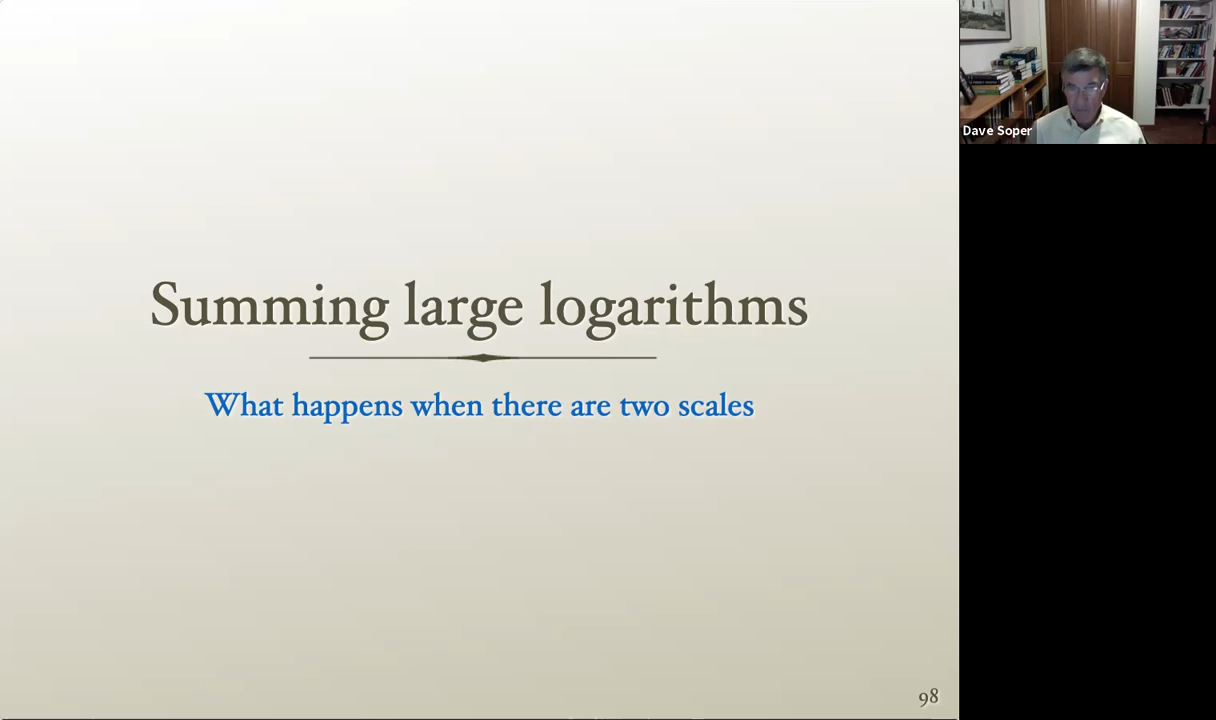 Summing large logarithms
What happens when there are two scales
98
Dave Soper